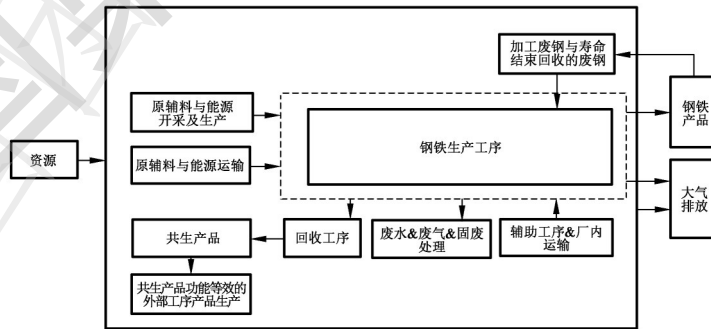 加工废钢与寿命
结束回收的废钢
原辅料与能源
开采及生产
钢铁
产品
钢铁生产工序
资源
原辅料与能源运输
大气
排放
共生产品
回收工序
废水&废气&固废
处理
辅助工序&厂内
运输
共生产品功能等效的
外部工序产品生产